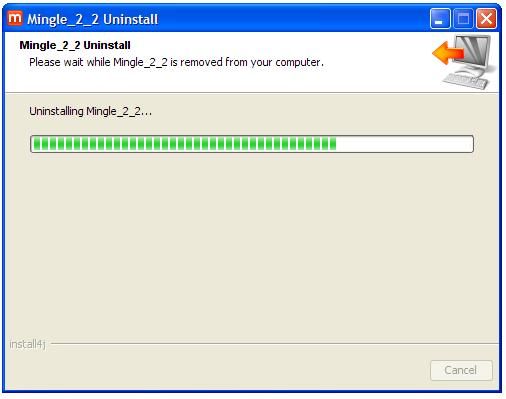 m Mingle_2_2 Uninstall
Mingle_2_2 Uninstall
Please wait while Mingle_2_2 is removed from your computer.
Uninstalling Mingle_2_2...
install4j
Cancel